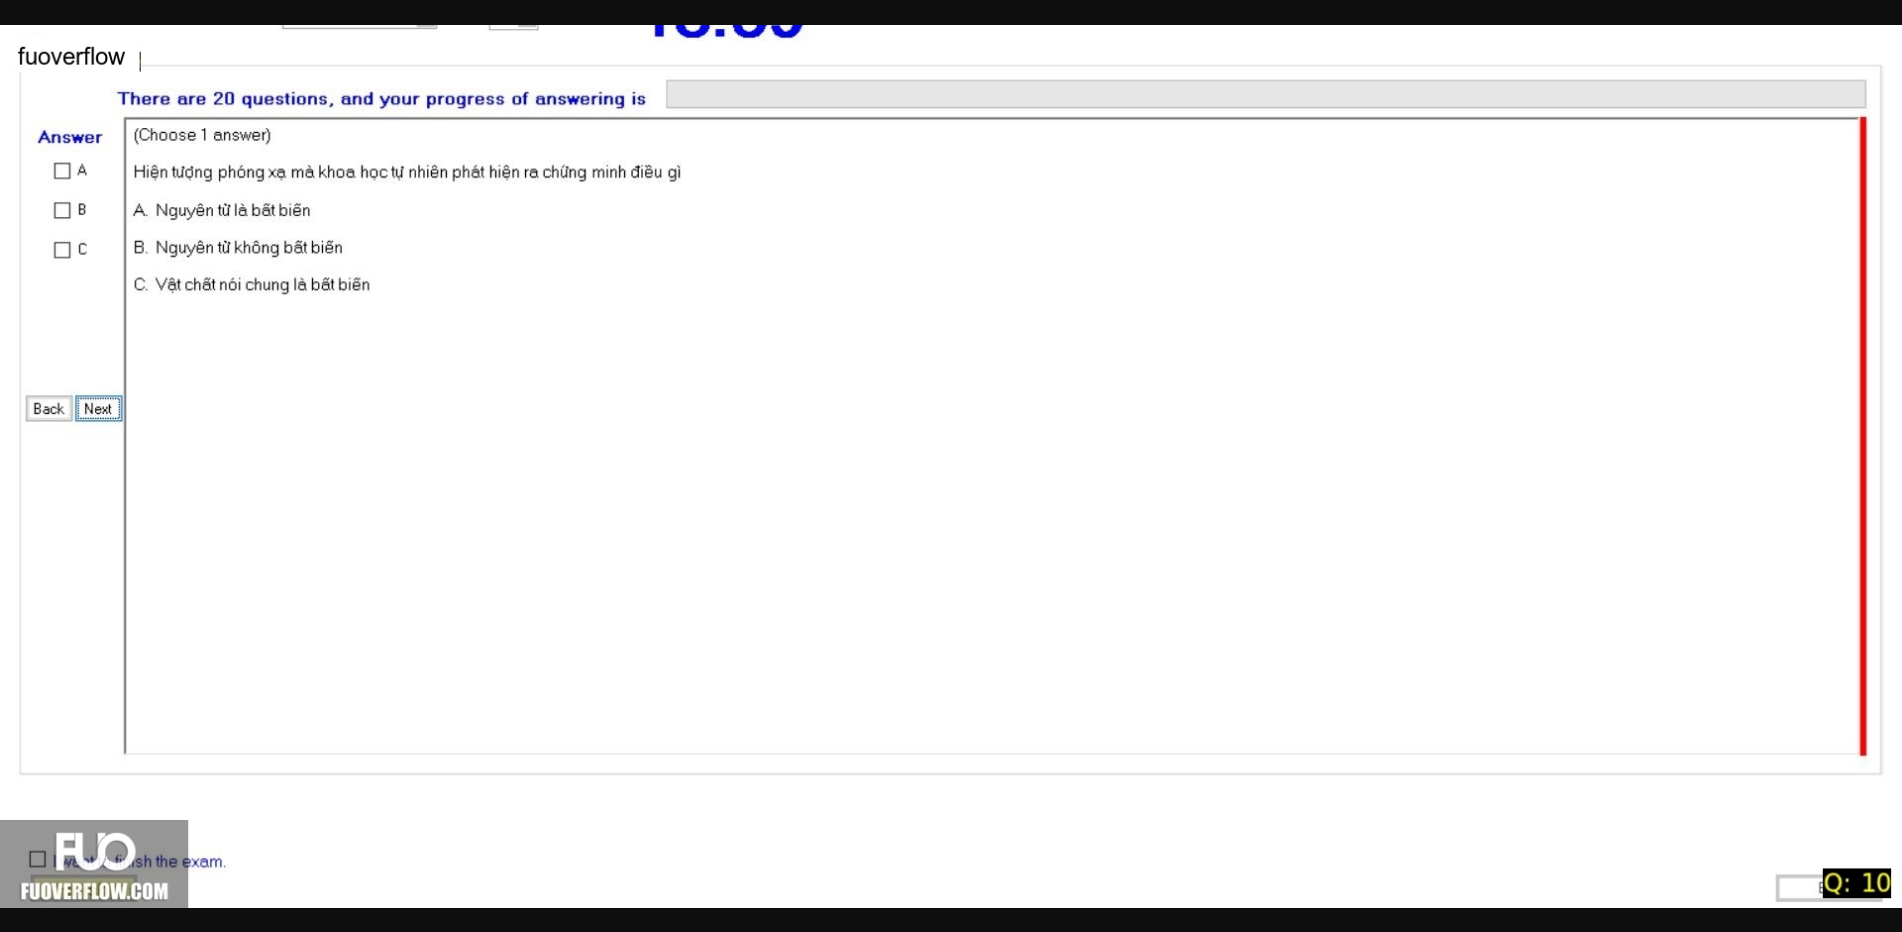 fuoverflow
There are 20 questions, and your progress of answering is
Answer
(Choose 1 answer)
A
Hiện tượng phóng xạ mà khoa học tự nhiên phát hiện ra chứng minh điều gì
B
A. Nguyên tử là bất biến
C
B. Nguyên tử không bất biến
C. Vật chất nói chung là bất biến
Back
Next
FUO
finish the exam.
FUOVERFLOW.COM
Q: 10